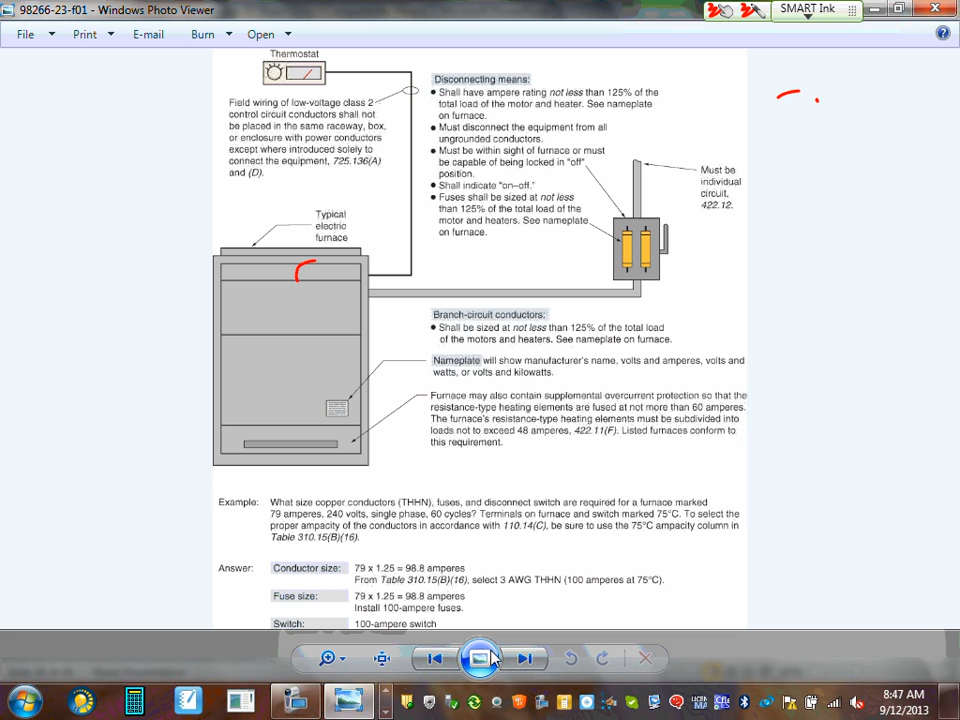 98266-23-f01 - Windows Photo Viewer
SMART Ink
File
Print
E-mail
Burn
Open
Thermostat
Field wiring of low-voltage class 2
control circuit conductors shall not
be placed in the same raceway, box,
or enclosure with power conductors
except where introduced solely to
connect the equipment, 725.136(A)
and (D).
Disconnecting means:
• Shall have ampere rating not less than 125% of the
total load of the motor and heater. See nameplate
on furnace.
• Must disconnect the equipment from all
ungrounded conductors.
• Must be within sight of furnace or must
be capable of being locked in "off"
position.
• Shall indicate "on–off."
• Fuses shall be sized at not less
than 125% of the total load of the
motor and heaters. See nameplate
on furnace.
Must be
individual
circuit,
422.12.
Typical
electric
furnace
Branch-circuit conductors:
• Shall be sized at not less than 125% of the total load
of the motors and heaters. See nameplate on furnace.
Nameplate will show manufacturer's name, volts and amperes, volts and
watts, or volts and kilowatts.
Furnace may also contain supplemental overcurrent protection so that the
resistance-type heating elements are fused at not more than 60 amperes.
The furnace's resistance-type heating elements must be subdivided into
loads not to exceed 48 amperes, 422.11(F). Listed furnaces conform to
this requirement.
Example: What size copper conductors (THHN), fuses, and disconnect switch are required for a furnace marked
79 amperes, 240 volts, single phase, 60 cycles? Terminals on furnace and switch marked 75°C. To select the
proper ampacity of the conductors in accordance with 110.14(C), be sure to use the 75°C ampacity column in
Table 310.15(B)(16).
Answer: Conductor size: 79 x 1.25 = 98.8 amperes
From Table 310.15(B)(16), select 3 AWG THHN (100 amperes at 75°C).
Fuse size: 79 x 1.25 = 98.8 amperes
Install 100-ampere fuses.
Switch: 100-ampere switch
8:47 AM
9/12/2013